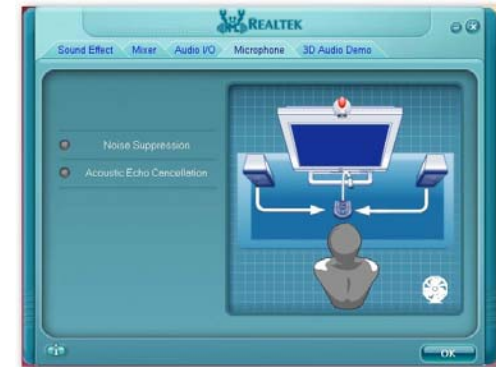 REALTEK
Sound Effect Mixer Audio I/O Microphone 3D Audio Demo
Noise Suppression
Acoustic Echo Cancellation
OK